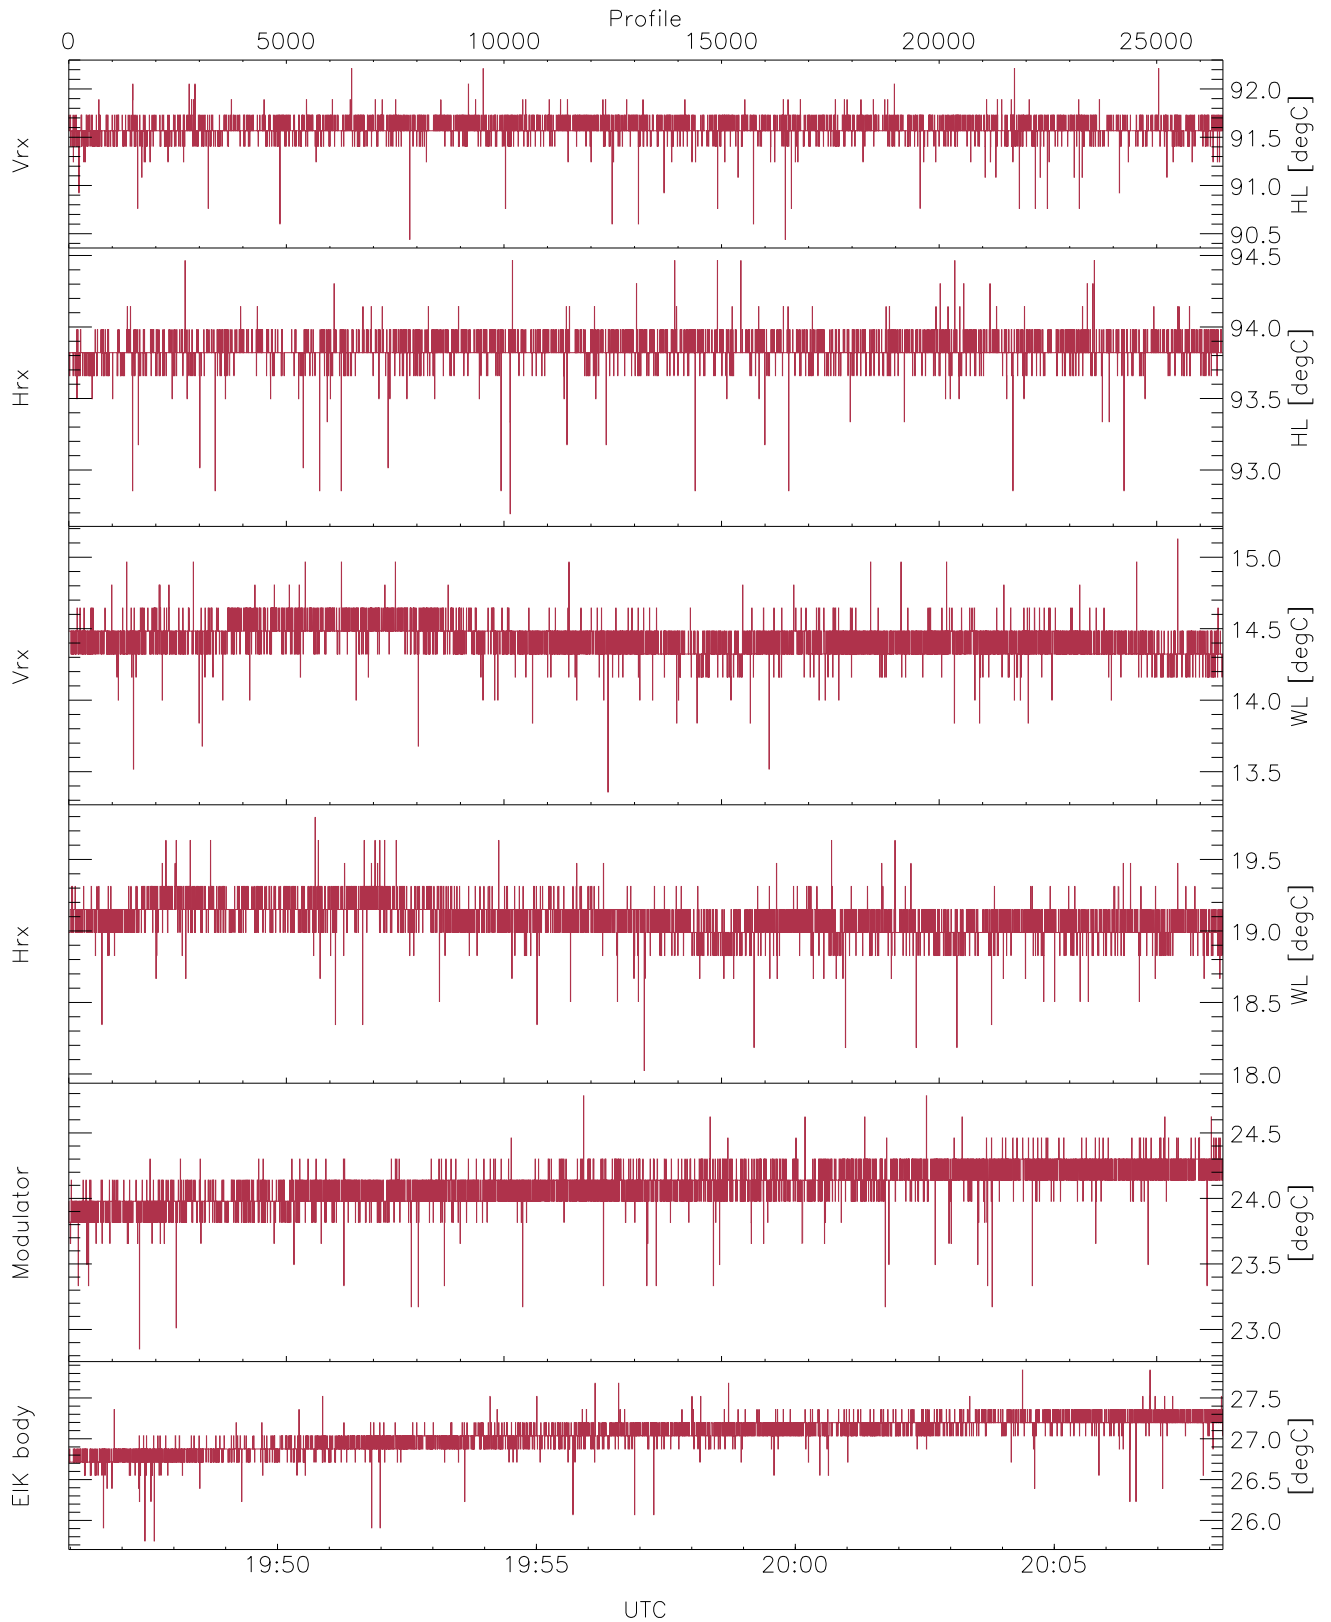 Profile
0 5000 10000 15000 20000 25000
Vrx
92.0
91.5
91.0
90.5
HL [degC]
Hrx
94.5
94.0
93.5
93.0
HL [degC]
Vrx
15.0
14.5
14.0
13.5
WL [degC]
Hrx
19.5
19.0
18.5
18.0
WL [degC]
Modulator
24.5
24.0
23.5
23.0
[degC]
EIK body
27.5
27.0
26.5
26.0
[degC]
19:50 19:55 20:00 20:05
UTC